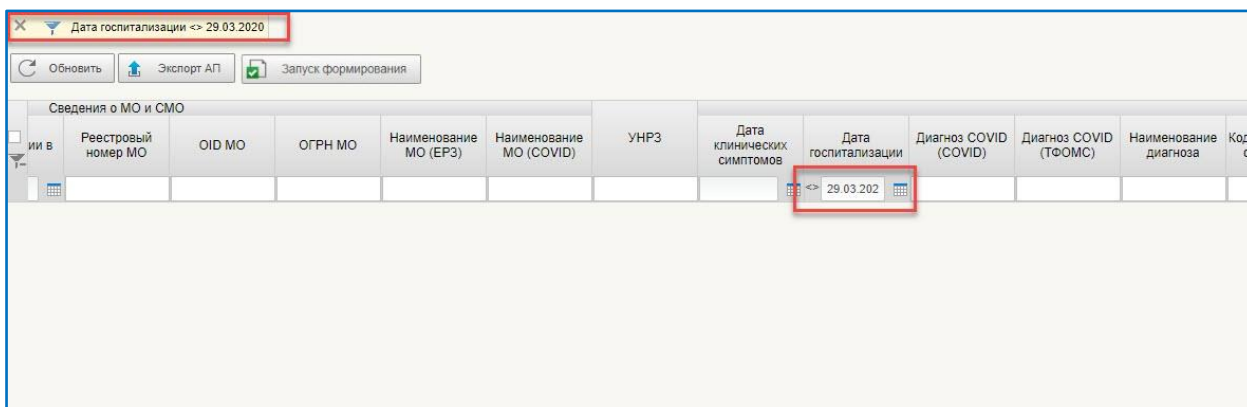 Дата госпитализации <> 29.03.2020
Обновить Экспорт АП Запуск формирования
Сведения о МО и СМО
ии в
Реестровый
номер МО
OID МО
ОГРН МО
Наименование
МО (ЕРЗ)
Наименование
МО (COVID)
УНРЗ
Дата
клинических
симптомов
Дата
госпитализации
Диагноз COVID
(COVID)
Диагноз COVID
(ТФОМС)
Наименование
диагноза
Код
<> 29.03.202